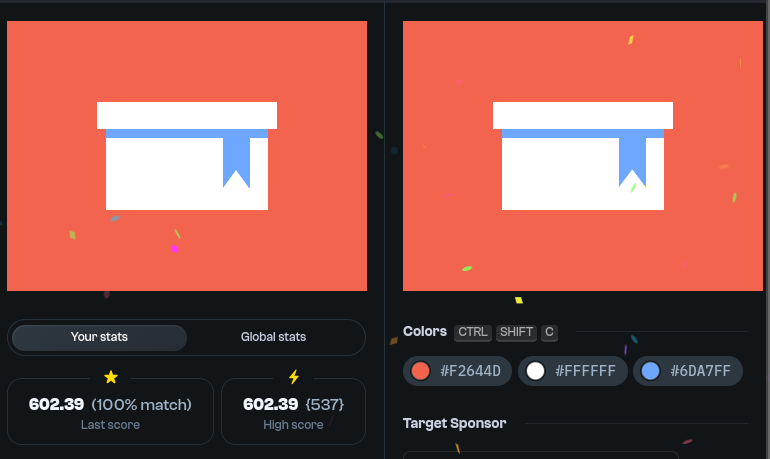 Your stats
Global stats
602.39 (100% match)
Last score
602.39 {537}
High score
Colors CTRL SHIFT C
#F2644D
#FFFFFF
#6DA7FF
Target Sponsor